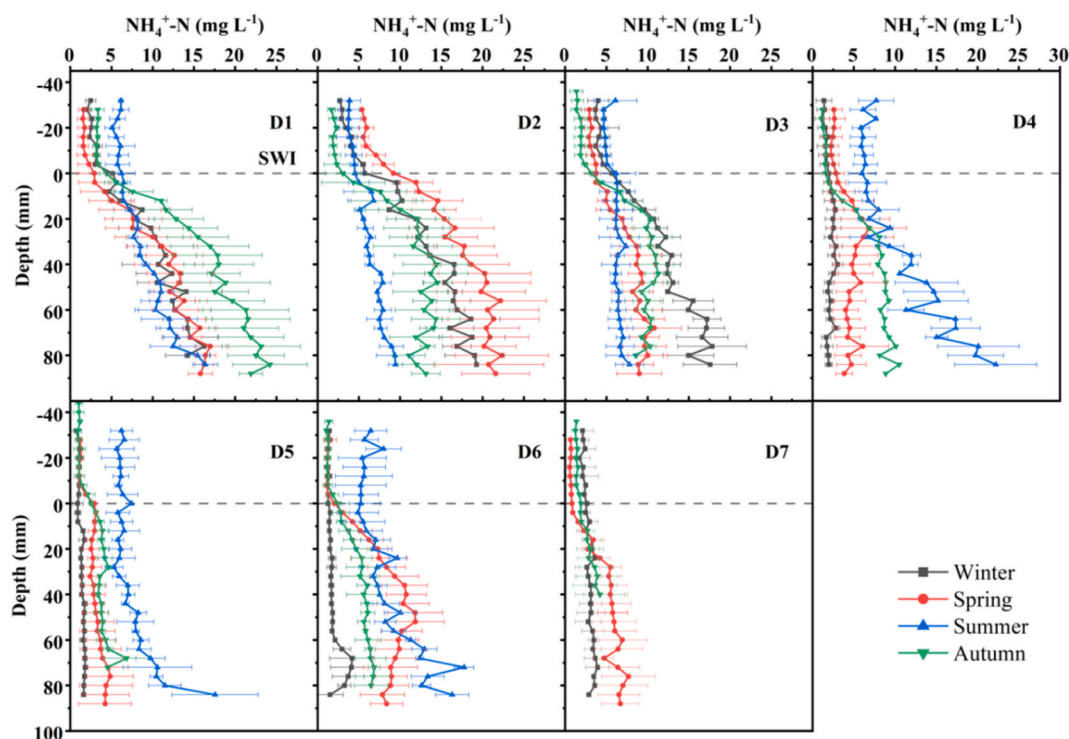 NH₄⁺-N (mg L⁻¹) NH₄⁺-N (mg L⁻¹) NH₄⁺-N (mg L⁻¹) NH₄⁺-N (mg L⁻¹)
0 5 10 15 20 25 0 5 10 15 20 25 0 5 10 15 20 25 0 5 10 15 20 25 30
-40
-20
0
20
40
60
80
Depth (mm)
D1
SWI
D2
D3
D4
-40
-20
0
20
40
60
80
100
Depth (mm)
D5
D6
D7
Winter
Spring
Summer
Autumn